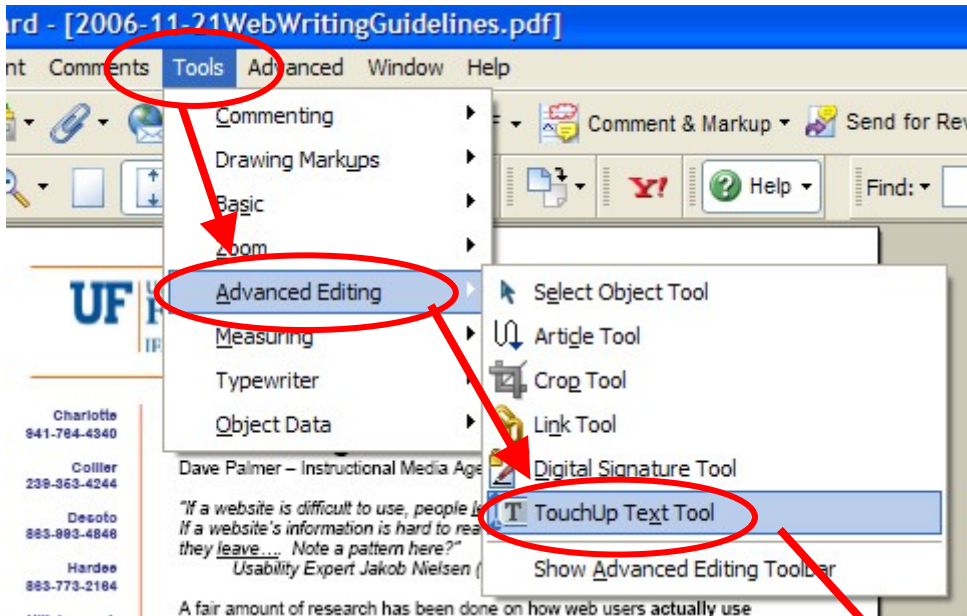 ard - [2006-11-21WebWritingGuidelines.pdf]
nt Comments Tools Advanced Window Help
Comment & Markup Send for Rev
Help Find:
Commenting
Drawing Markups
Basic
Zoom
Advanced Editing
Measuring
Typewriter
Object Data
Select Object Tool
Article Tool
Crop Tool
Link Tool
Digital Signature Tool
TouchUp Text Tool
Show Advanced Editing Toolbar
UF
Charlotte
941-764-4340
Collier
239-353-4244
Desoto
863-993-4846
Hardee
863-773-2164
Dave Palmer – Instructional Media Age
"If a website is difficult to use, people
If a website's information is hard to rea
they leave.... Note a pattern here?"
Usability Expert Jakob Nielsen (
A fair amount of research has been done on how web users actually use